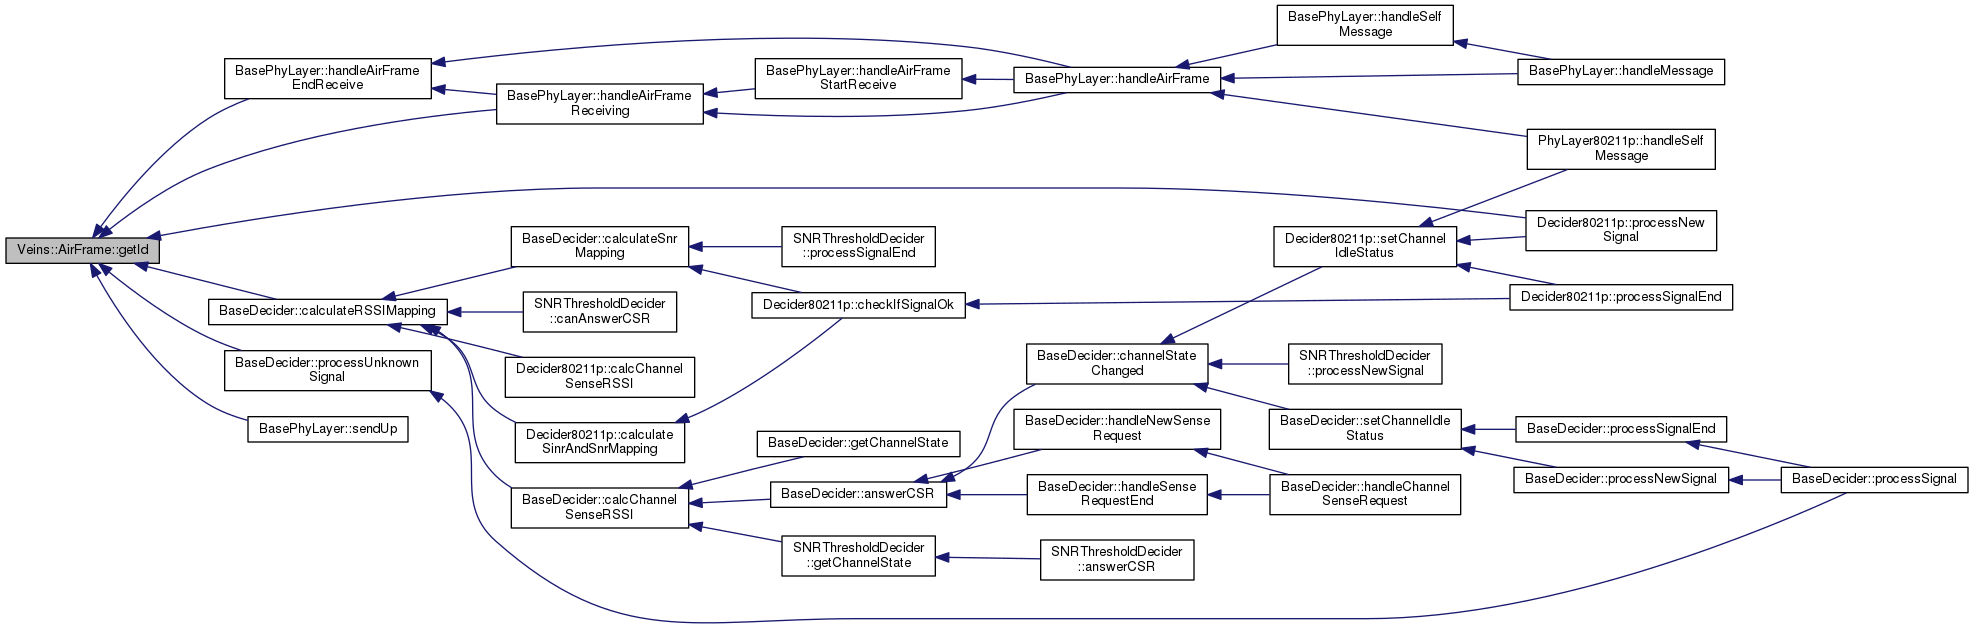 Veins::AirFrame::getId
BasePhyLayer::handleAirFrame
EndReceive
BasePhyLayer::handleAirFrame
Receiving
BasePhyLayer::handleAirFrame
StartReceive
BasePhyLayer::handleAirFrame
BasePhyLayer::handleSelf
Message
BasePhyLayer::handleMessage
PhyLayer80211p::handleSelf
Message
Decider80211p::processNew
Signal
Decider80211p::setChannel
IdleStatus
Decider80211p::processSignalEnd
BaseDecider::calculateRSSIMapping
BaseDecider::calculateSnr
Mapping
SNRThresholdDecider
::processSignalEnd
SNRThresholdDecider
::canAnswerCSR
Decider80211p::checkIfSignalOk
Decider80211p::calcChannel
SenseRSSI
Decider80211p::calculate
SinrAndSnrMapping
BaseDecider::calcChannel
SenseRSSI
BaseDecider::processUnknown
Signal
BasePhyLayer::sendUp
BaseDecider::getChannelState
BaseDecider::answerCSR
SNRThresholdDecider
::getChannelState
BaseDecider::channelState
Changed
BaseDecider::handleNewSense
Request
BaseDecider::handleSense
RequestEnd
SNRThresholdDecider
::answerCSR
SNRThresholdDecider
::processNewSignal
BaseDecider::setChannelIdle
Status
BaseDecider::handleChannel
SenseRequest
BaseDecider::processSignalEnd
BaseDecider::processNewSignal
BaseDecider::processSignal